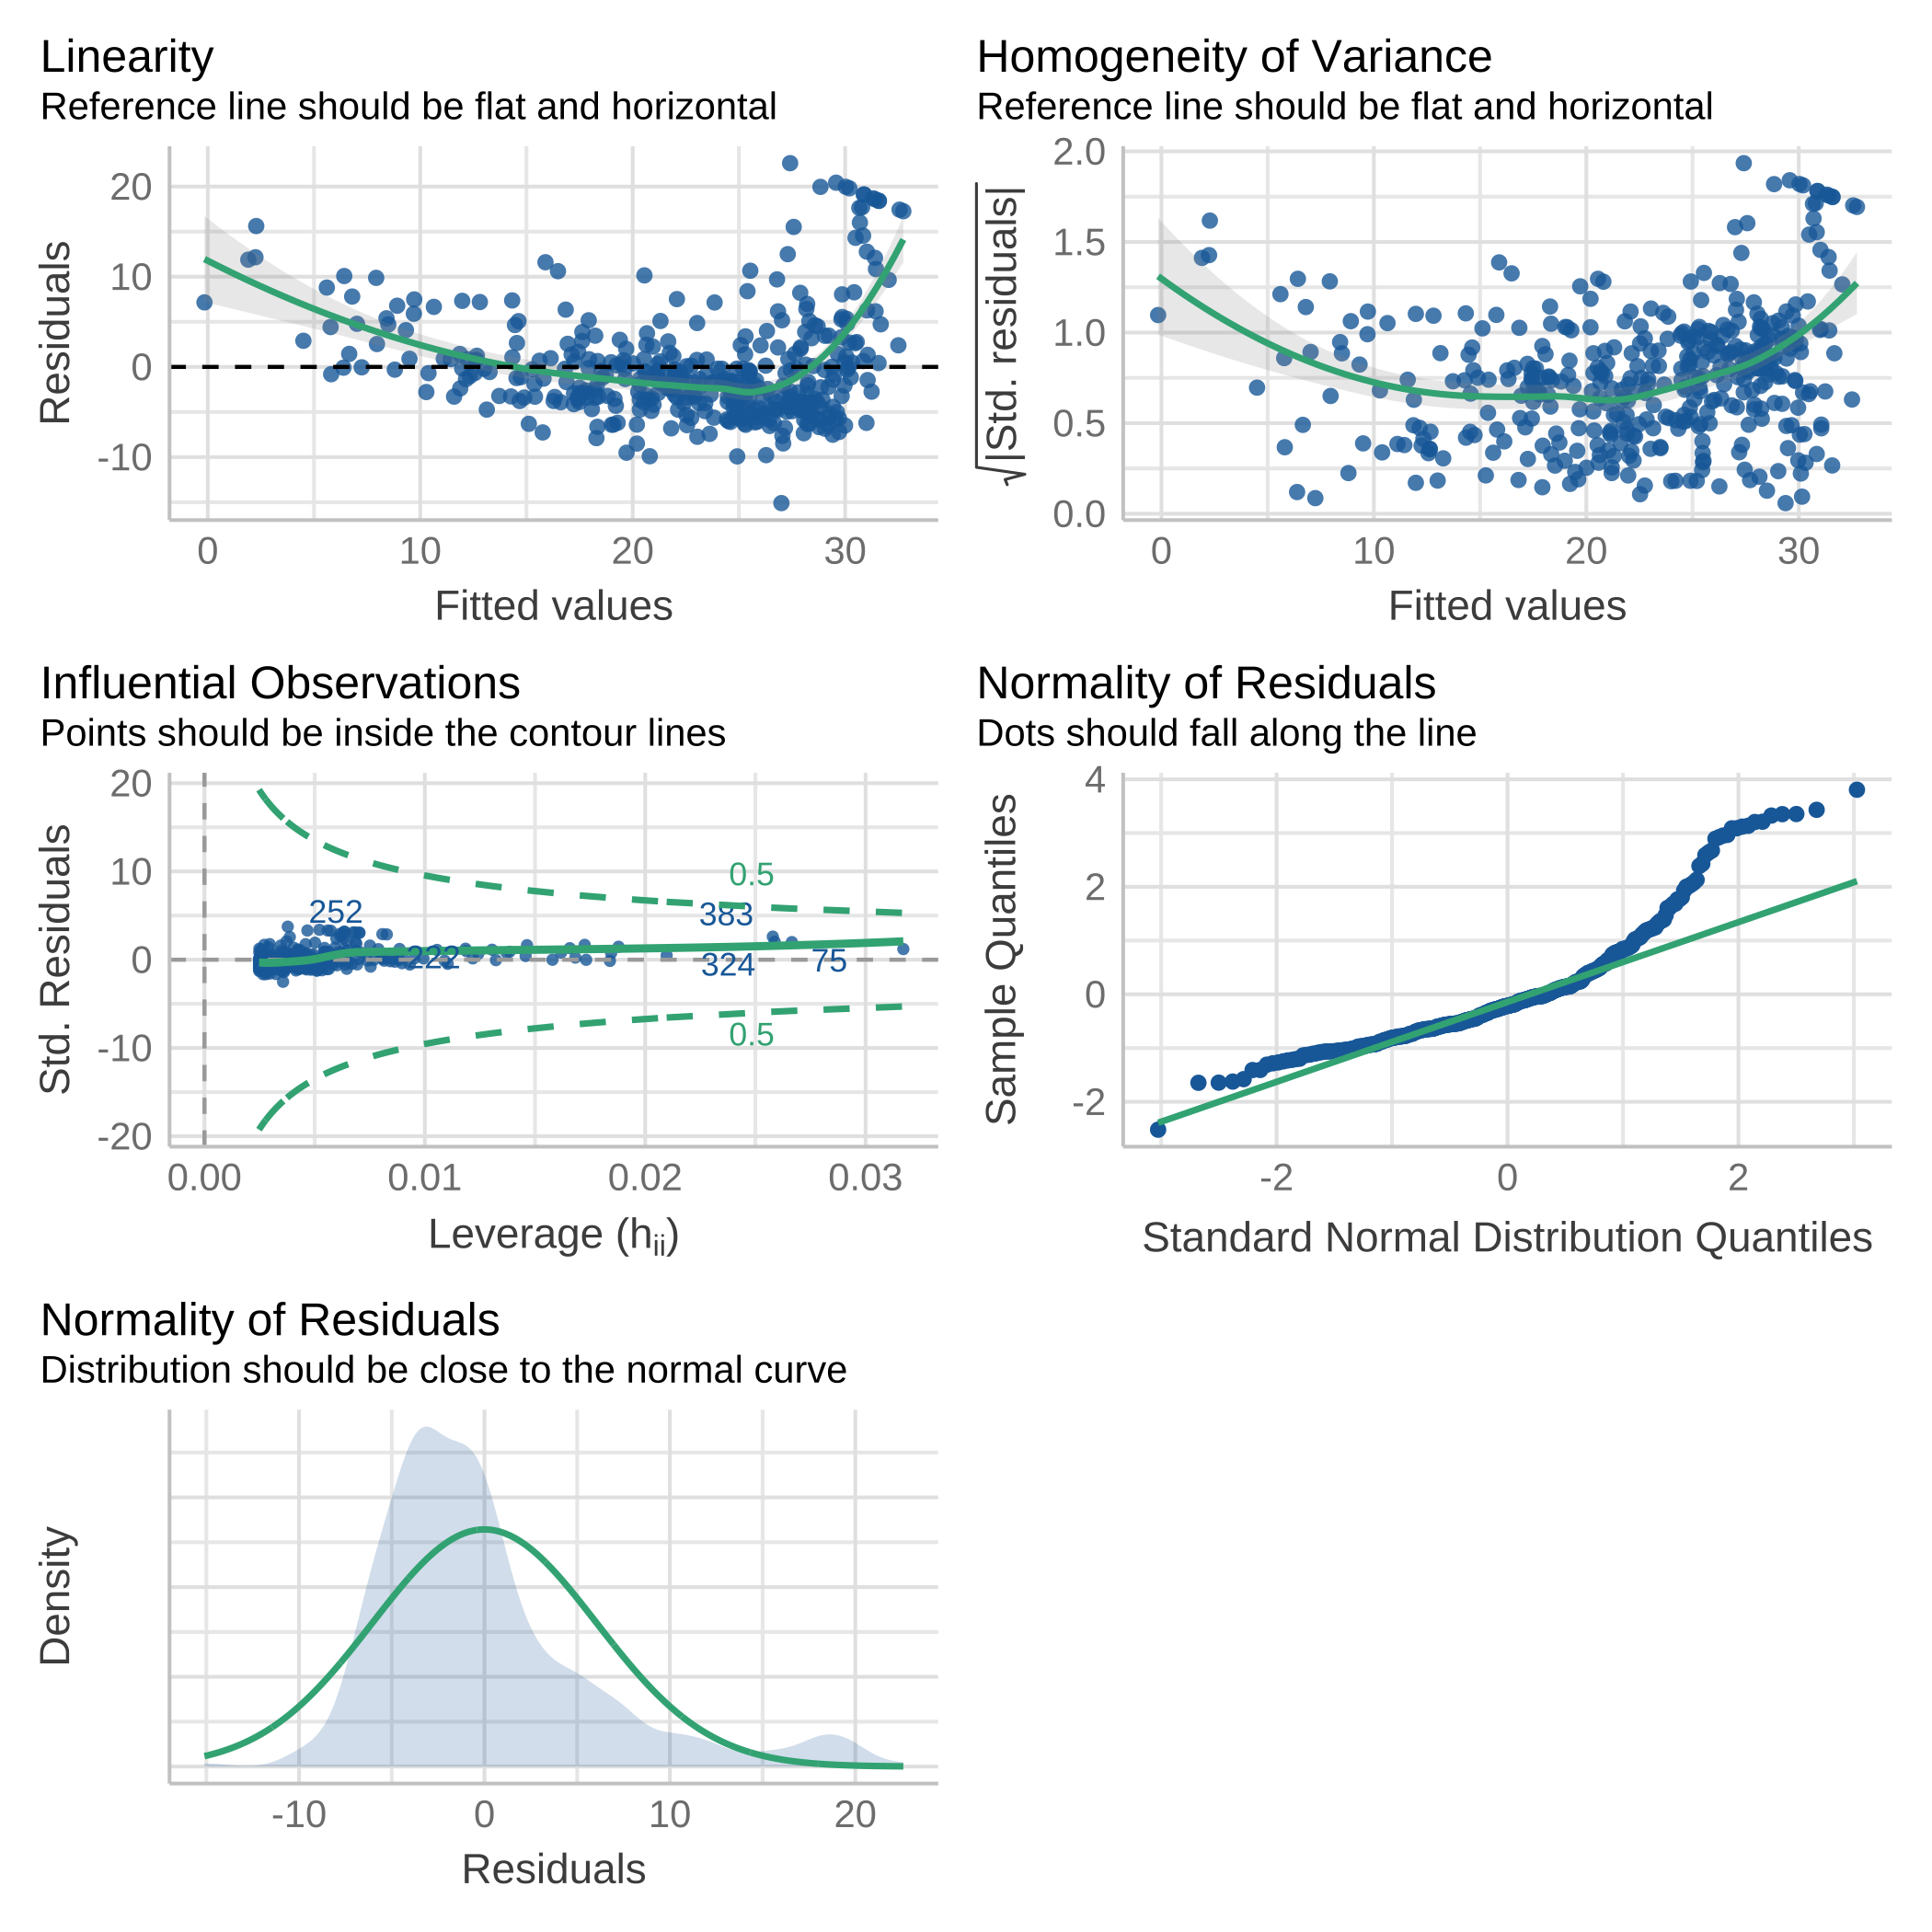 Linearity
Reference line should be flat and horizontal
Residuals
20
10
0
-10
0
10
20
30
Fitted values
Homogeneity of Variance
Reference line should be flat and horizontal
√|Std. residuals|
2.0
1.5
1.0
0.5
0.0
0
10
20
30
Fitted values
Influential Observations
Points should be inside the contour lines
Std. Residuals
20
10
0
-10
-20
0.5
383
252
222
324
75
0.5
0.00
0.01
0.02
0.03
Leverage (hii)
Normality of Residuals
Dots should fall along the line
Sample Quantiles
4
2
0
-2
-2
0
2
Standard Normal Distribution Quantiles
Normality of Residuals
Distribution should be close to the normal curve
Density
-10
0
10
20
Residuals